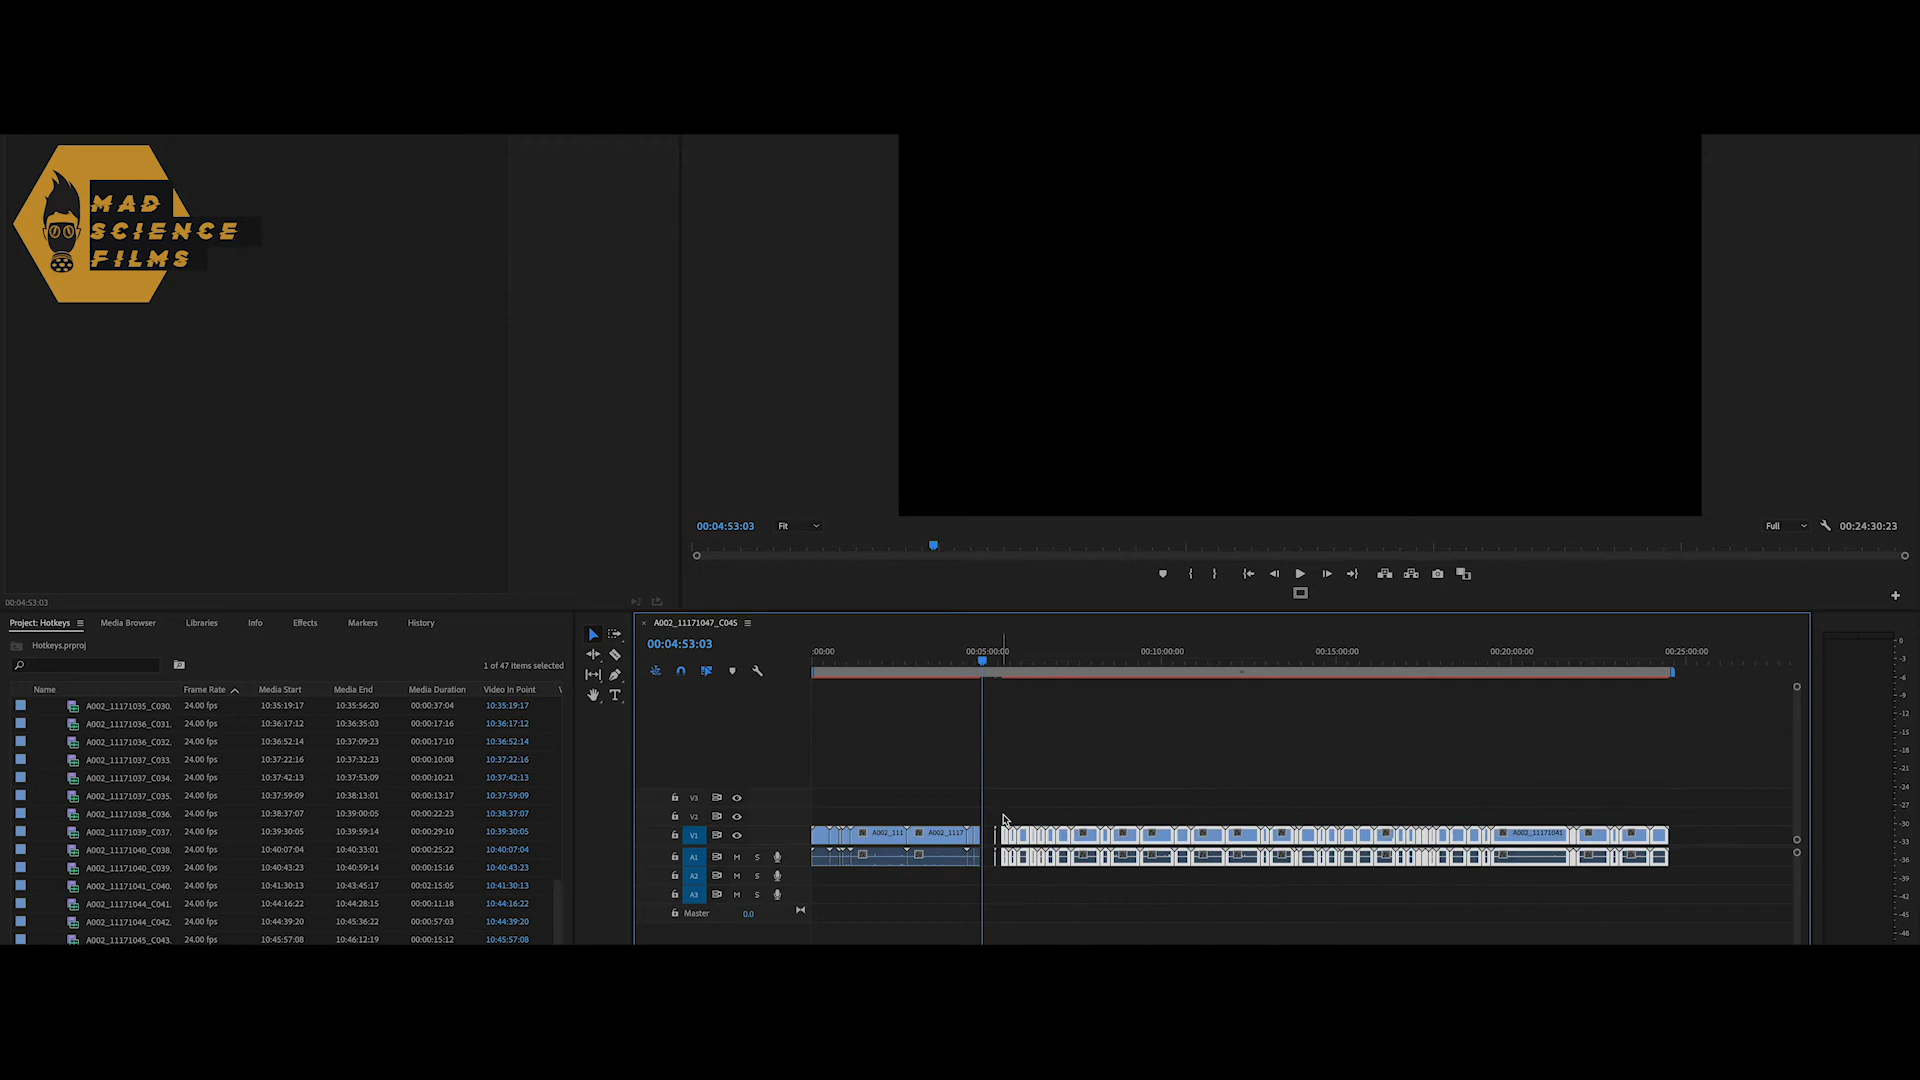 MAD
SCIENCE
FILMS
00:04:53:03 Fit Full 00:24:30:23
00:04:53:03
Project: Hotkeys Media Browser Libraries Info Effects Markers History
Hotkeys.prproj
1 of 47 items selected
Name Frame Rate Media Start Media End Media Duration Video In Point
A002_11171035_C030. 24.00 fps 10:35:19:17 10:35:56:20 00:00:37:04 10:35:19:17
A002_11171036_C031. 24.00 fps 10:36:17:12 10:36:35:03 00:00:17:16 10:36:17:12
A002_11171036_C032. 24.00 fps 10:36:52:14 10:37:09:23 00:00:17:10 10:36:52:14
A002_11171037_C033. 24.00 fps 10:37:22:16 10:37:32:23 00:00:10:08 10:37:22:16
A002_11171037_C034. 24.00 fps 10:37:42:13 10:37:53:09 00:00:10:21 10:37:42:13
A002_11171037_C035. 24.00 fps 10:37:59:09 10:38:13:01 00:00:13:17 10:37:59:09
A002_11171038_C036. 24.00 fps 10:38:37:07 10:39:00:05 00:00:22:23 10:38:37:07
A002_11171039_C037. 24.00 fps 10:39:30:05 10:39:59:14 00:00:29:10 10:39:30:05
A002_11171040_C038. 24.00 fps 10:40:07:04 10:40:33:01 00:00:25:22 10:40:07:04
A002_11171040_C039. 24.00 fps 10:40:43:23 10:40:59:14 00:00:15:16 10:40:43:23
A002_11171041_C040. 24.00 fps 10:41:30:13 10:43:45:17 00:02:15:05 10:41:30:13
A002_11171044_C041. 24.00 fps 10:44:16:22 10:44:28:15 00:00:11:18 10:44:16:22
A002_11171044_C042. 24.00 fps 10:44:39:20 10:45:36:22 00:00:57:03 10:44:39:20
A002_11171045_C043. 24.00 fps 10:45:57:08 10:46:12:19 00:00:15:12 10:45:57:08
× A002_11171047_C045
00:04:53:03
:00:00 00:05:00:00 00:10:00:00 00:15:00:00 00:20:00:00 00:25:00:00
V3
V2
V1 A002_111 A002_1117 A002_11171041
A1 M S
A2 M S
A3 M S
Master 0.0
0
-3
-6
-9
-12
-15
-18
-21
-24
-27
-30
-33
-36
-39
-42
-45
-48